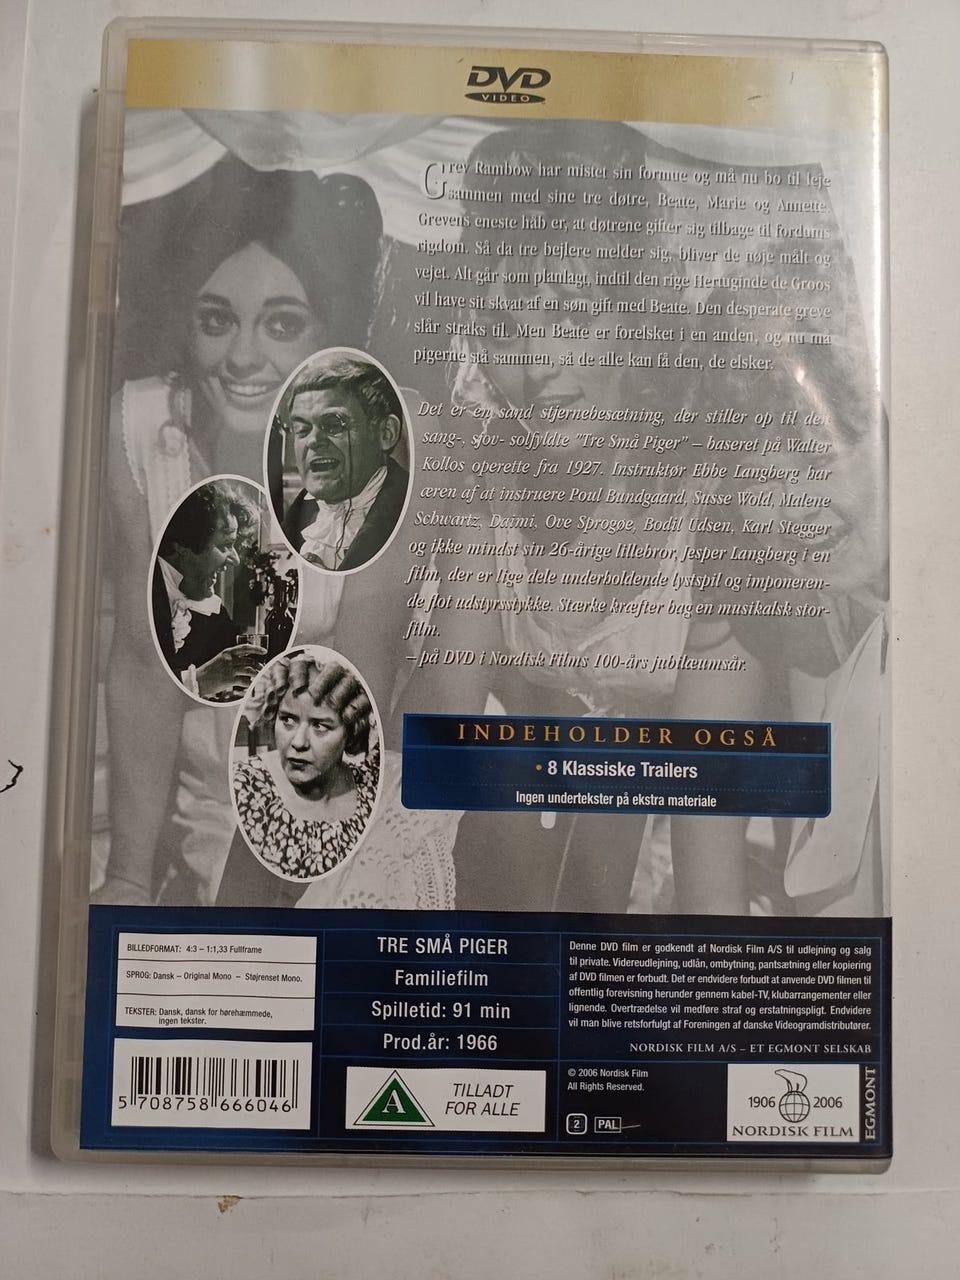 DVD
VIDEO
Grev Rambow har mistet sin formue og må nu bo til leje
sammen med sine tre døtre, Beate, Marie og Annette.
Grevens eneste håb er, at døtrene gifter sig tilbage til fordums
rigdom. Så da tre bejlere melder sig, bliver de nøje målt og
vejet. Alt går som planlagt, indtil den rige Hertuginde de Groos
vil have sit skvat af en søn gift med Beate. Den desperate greve
slår straks til. Men Beate er forelsket i en anden, og nu må
pigerne stå sammen, så de alle kan få den, de elsker.
Det er en sand stjernebesætning, der stiller op til den
sang-, sjov- solfyldte "Tre Små Piger" – baseret på Walter
Kollos operette fra 1927. Instruktør Ebbe Langberg har
æren af at instruere Poul Bundgaard, Susse Wold, Malene
Schwartz, Daimi, Ove Sprogøe, Bodil Udsen, Karl Stegger
og ikke mindst sin 26-årige lillebror, Jesper Langberg i en
film, der er lige dele underholdende lystspil og imponeren-
de flot udstyrsstykke. Stærke kræfter bag en musikalsk stor-
film.
– på DVD i Nordisk Films 100-års jubilæumsår.
INDEHOLDER OGSÅ
• 8 Klassiske Trailers
Ingen undertekster på ekstra materiale
BILLEDFORMAT: 4:3 – 1:1,33 Fullframe
SPROG: Dansk – Original Mono – Støjrenset Mono.
TEKSTER: Dansk, dansk for hørehæmmede,
ingen tekster.
5 708758 666046
TRE SMÅ PIGER
Familiefilm
Spilletid: 91 min
Prod.år: 1966
A
TILLADT
FOR ALLE
Denne DVD film er godkendt af Nordisk Film A/S til udlejning og salg
til private. Videreudlejning, udlån, ombytning, pantsætning eller kopiering
af DVD filmen er forbudt. Det er endvidere forbudt at anvende DVD filmen til
offentlig forevisning herunder gennem kabel-TV, klubarrangementer eller
lignende. Overtrædelse vil medføre straf og erstatningspligt. Endvidere
vil man blive retsforfulgt af Foreningen af danske Videogramdistributører.
NORDISK FILM A/S – ET EGMONT SELSKAB
© 2006 Nordisk Film
All Rights Reserved.
2 PAL
1906 2006
NORDISK FILM
EGMONT